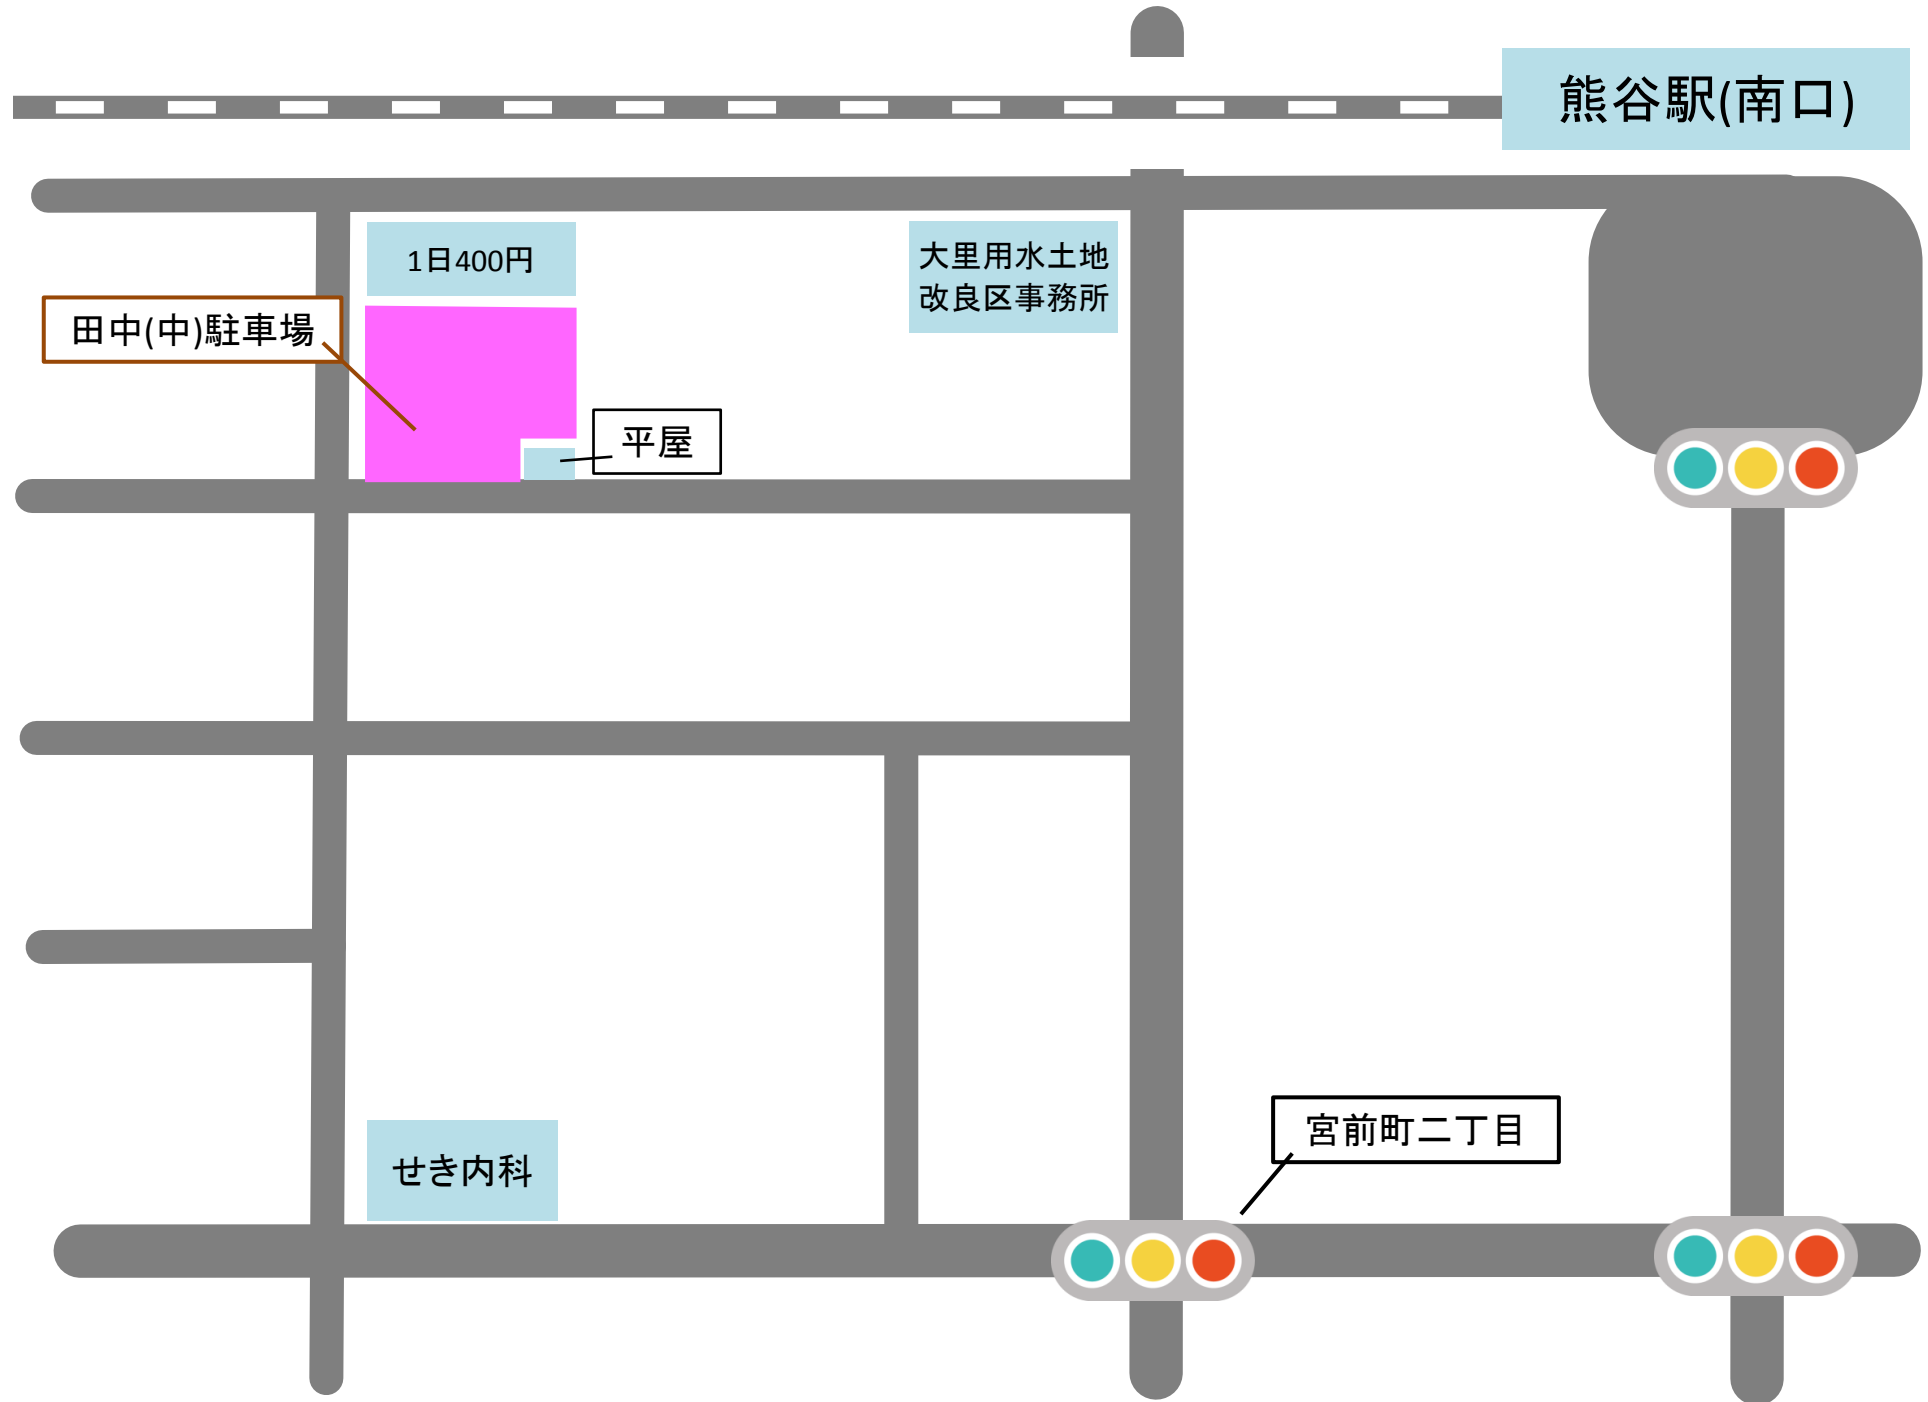 熊谷駅(南口)
1日400円
大里用水土地
改良区事務所
田中(中)駐車場
平屋
宮前町二丁目
せき内科